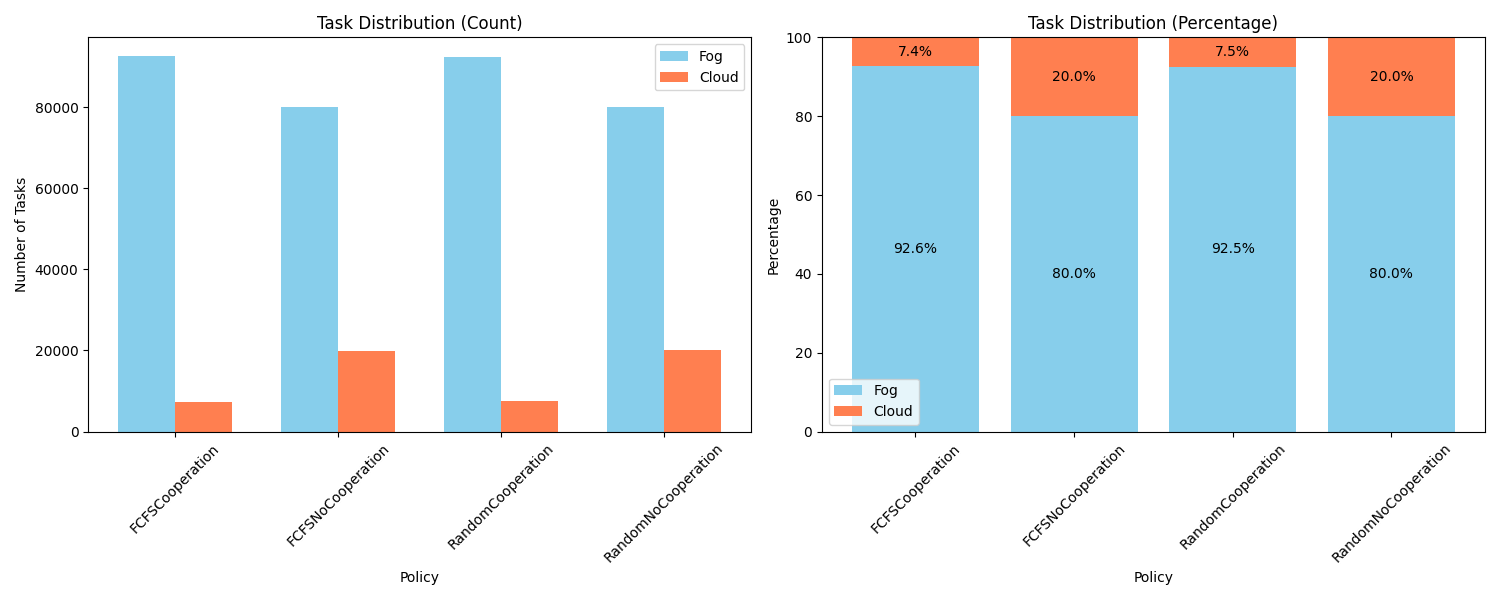 Task Distribution (Count)
Number of Tasks
80000
60000
40000
20000
0
Fog
Cloud
FCFSCooperation
FCFSNoCooperation
RandomCooperation
RandomNoCooperation
Policy
Task Distribution (Percentage)
Percentage
100
80
60
40
20
0
7.4%
20.0%
7.5%
20.0%
92.6%
80.0%
92.5%
80.0%
Fog
Cloud
FCFSCooperation
FCFSNoCooperation
RandomCooperation
RandomNoCooperation
Policy